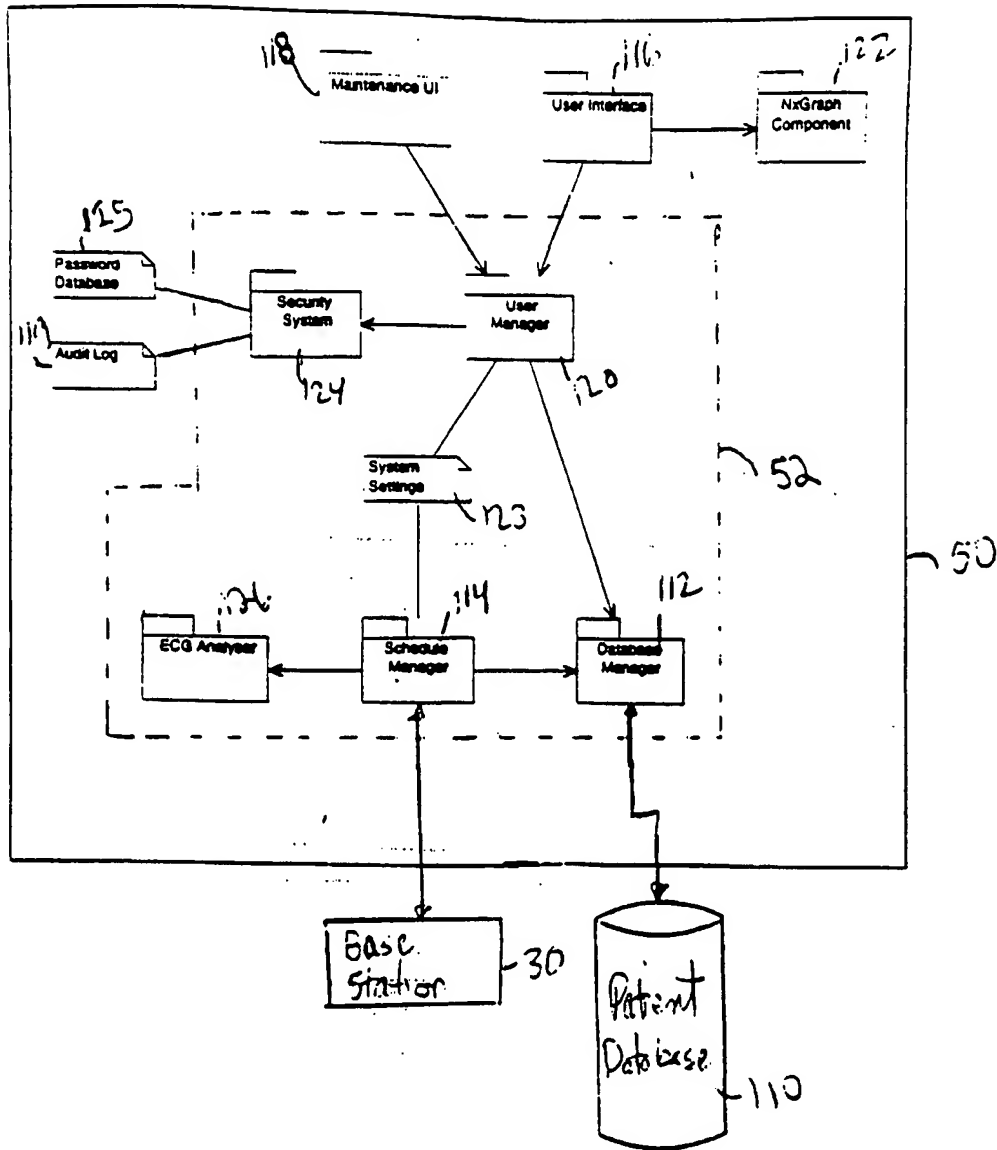 118
Maintenance UI
116
User Interface
122
NxGraph
Component
125
Password
Database
Audit Log
Security
System
124
User
Manager
120
System
Settings
123
52
50
ECG Analyser
114
Schedule
Manager
112
Database
Manager
Base
Station
30
Patient
Database
110